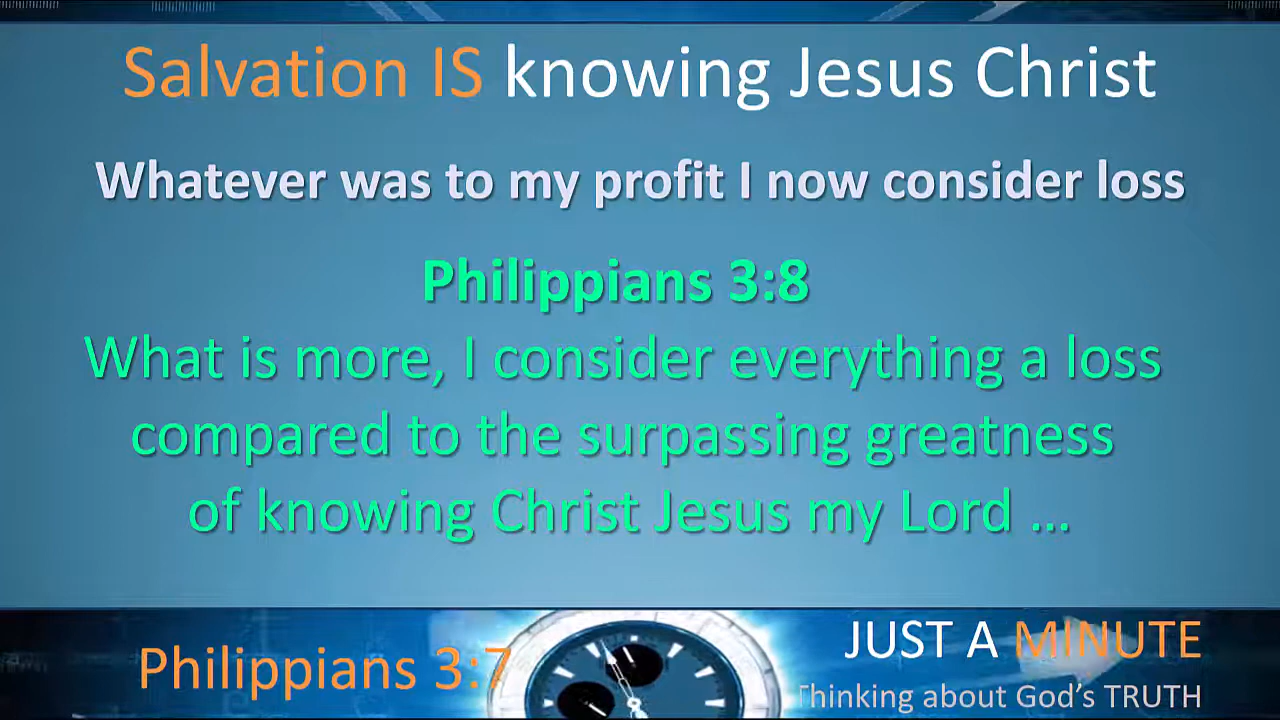 Salvation IS knowing Jesus Christ
Whatever was to my profit I now consider loss
Philippians 3:8
What is more, I consider everything a loss
compared to the surpassing greatness
of knowing Christ Jesus my Lord ...
Philippians 3:7
JUST A MINUTE
Thinking about God's TRUTH